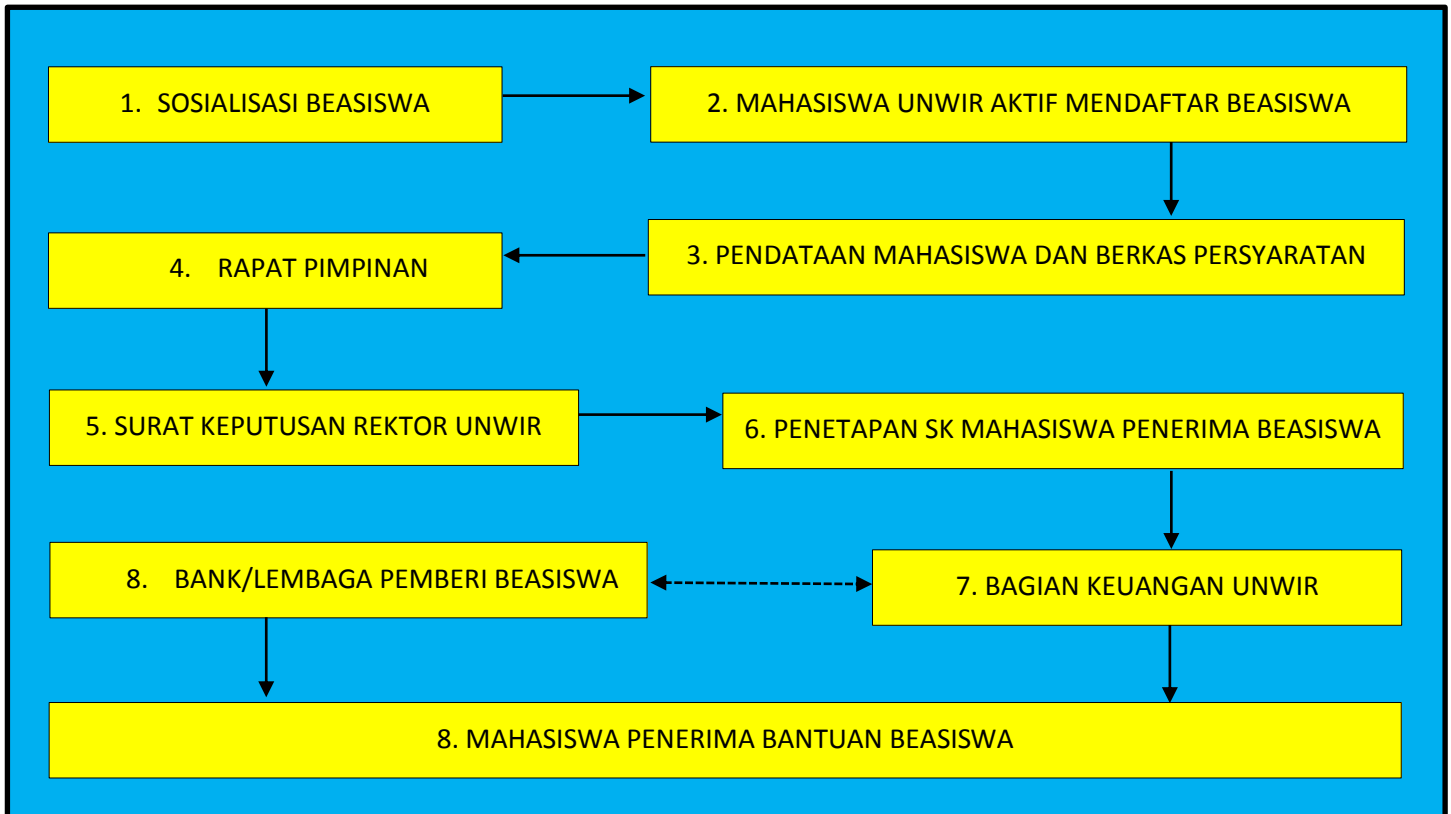 1. SOSIALISASI BEASISWA
2. MAHASISWA UNWIR AKTIF MENDAFTAR BEASISWA
3. PENDATAAN MAHASISWA DAN BERKAS PERSYARATAN
4. RAPAT PIMPINAN
5. SURAT KEPUTUSAN REKTOR UNWIR
6. PENETAPAN SK MAHASISWA PENERIMA BEASISWA
8. BANK/LEMBAGA PEMBERI BEASISWA
7. BAGIAN KEUANGAN UNWIR
8. MAHASISWA PENERIMA BANTUAN BEASISWA